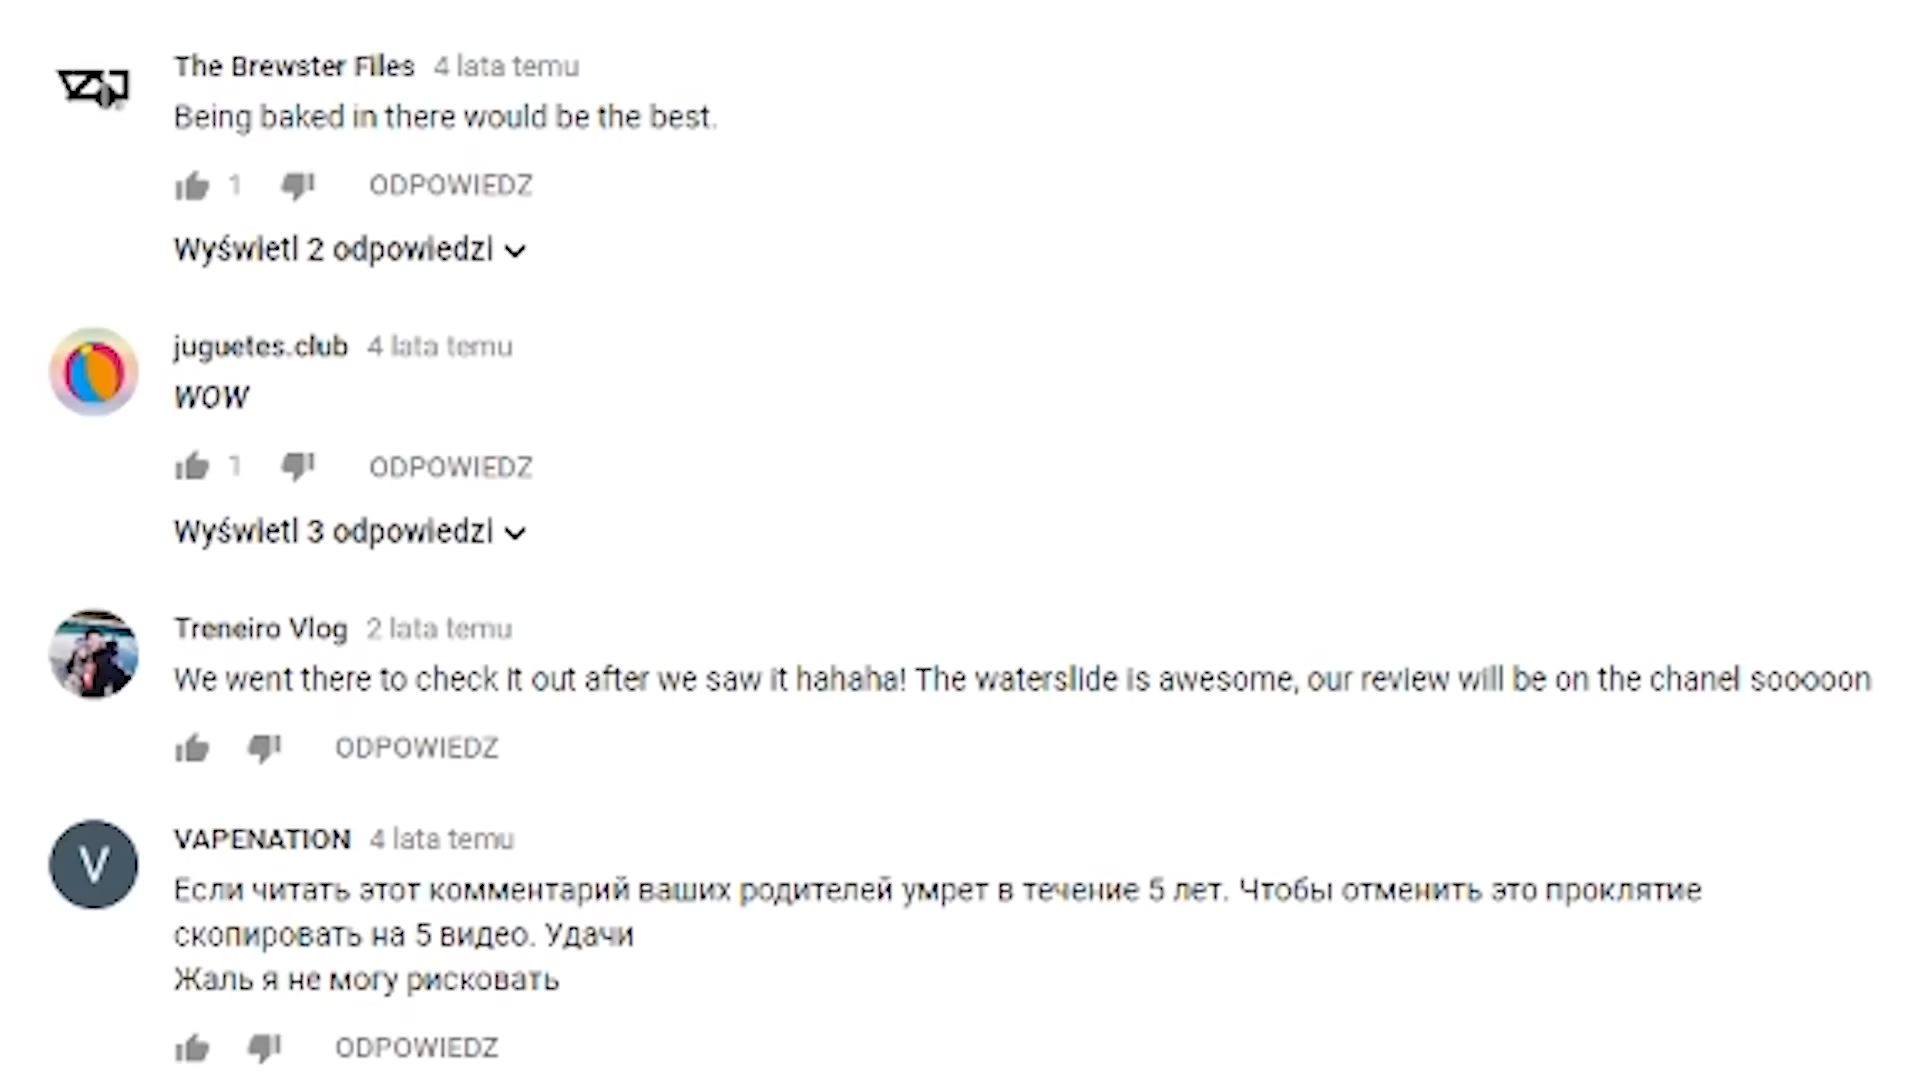 The Brewster Files 4 lata temu
Being baked in there would be the best.
1 ODPOWIEDZ
Wyświetl 2 odpowiedzi
juguetes.club 4 lata temu
WOW
1 ODPOWIEDZ
Wyświetl 3 odpowiedzi
Treneiro Vlog 2 lata temu
We went there to check it out after we saw it hahaha! The waterslide is awesome, our review will be on the chanel sooooon
ODPOWIEDZ
V
VAPENATION 4 lata temu
Если читать этот комментарий ваших родителей умрет в течение 5 лет. Чтобы отменить это проклятие
скопировать на 5 видео. Удачи
Жаль я не могу рисковать
ODPOWIEDZ